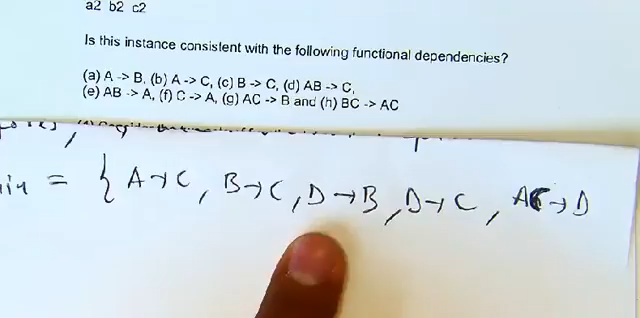 a2 b2 c2
Is this instance consistent with the following functional dependencies?
(a) A -> B, (b) A -> C, (c) B -> C, (d) AB -> C,
(e) AB -> A, (f) C -> A, (g) AC -> B and (h) BC -> AC
= { A→C, B→C, D→B, D→C, AC→D